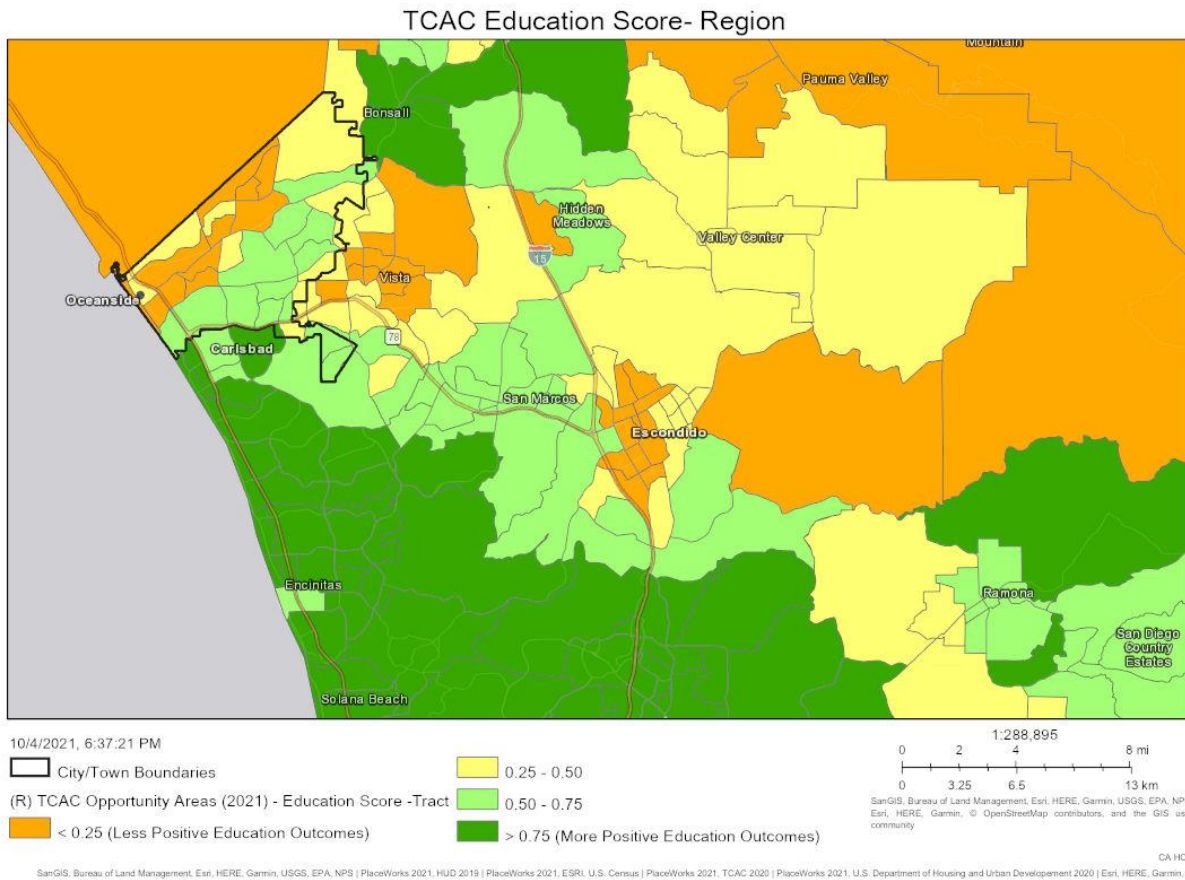 TCAC Education Score- Region
Mountain
Pauma Valley
Bonsall
Hidden
Meadows
Valley Center
15
Vista
Oceanside
78
Carlsbad
San Marcos
Escondido
Encinitas
Ramona
San Diego
Country
Estates
Solana Beach
10/4/2021, 6:37:21 PM
City/Town Boundaries
(R) TCAC Opportunity Areas (2021) - Education Score -Tract
< 0.25 (Less Positive Education Outcomes)
0.25 - 0.50
0.50 - 0.75
> 0.75 (More Positive Education Outcomes)
1:288,895
0 2 4 8 mi
0 3.25 6.5 13 km
SanGIS, Bureau of Land Management, Esri, HERE, Garmin, USGS, EPA, NP
Esri, HERE, Garmin, © OpenStreetMap contributors, and the GIS us
community
CA HC
SanGIS, Bureau of Land Management, Esri, HERE, Garmin, USGS, EPA, NPS | PlaceWorks 2021, HUD 2019 | PlaceWorks 2021, ESRI, U.S. Census | PlaceWorks 2021, TCAC 2020 | PlaceWorks 2021, U.S. Department of Housing and Urban Developement 2020 | Esri, HERE, Garmin,